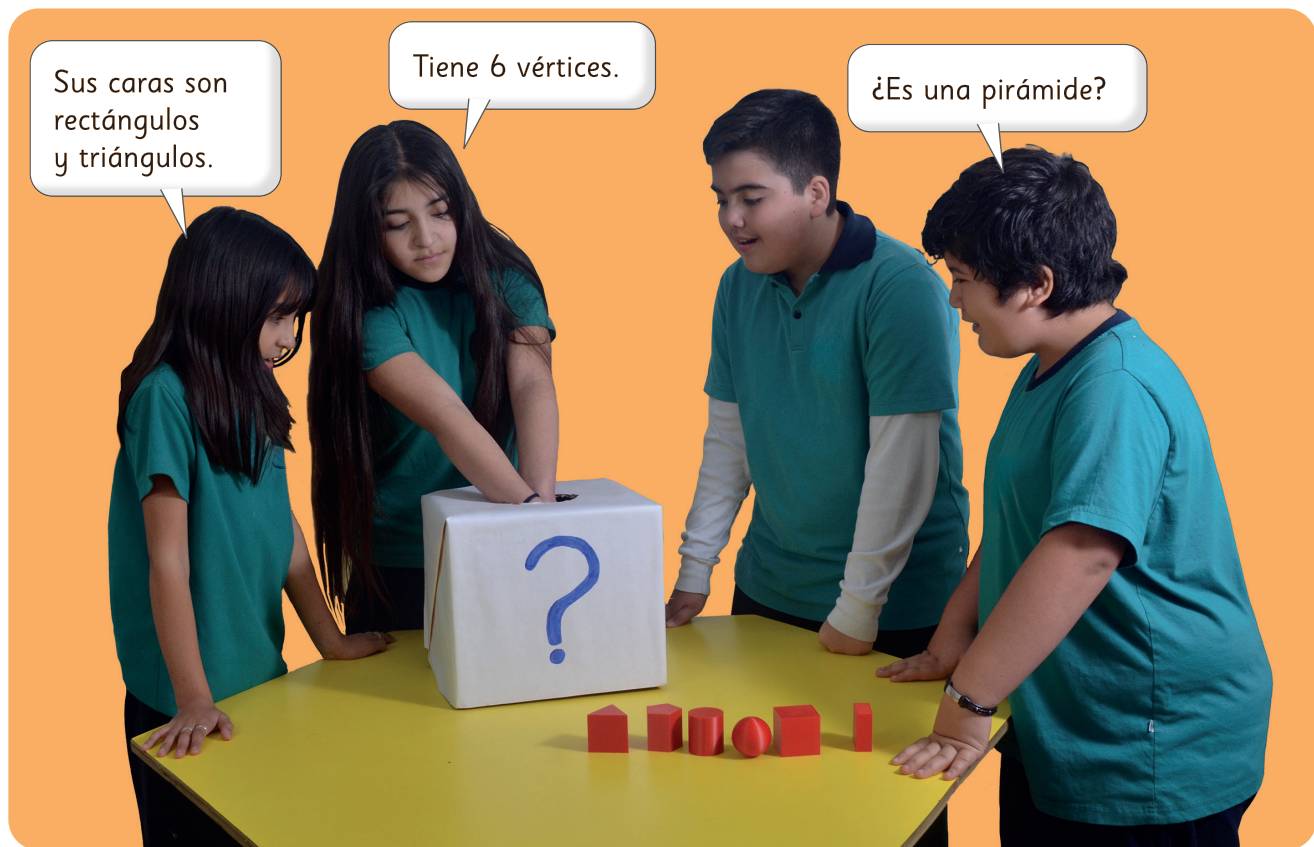 Sus caras son
rectángulos
y triángulos.
Tiene 6 vértices.
¿Es una pirámide?
?